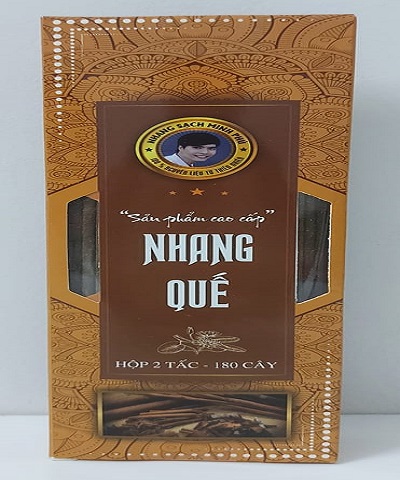 NHANG SẠCH MINH PHÚ
“Sản phẩm cao cấp”
NHANG
QUẾ
HỘP 2 TẤC - 180 CÂY